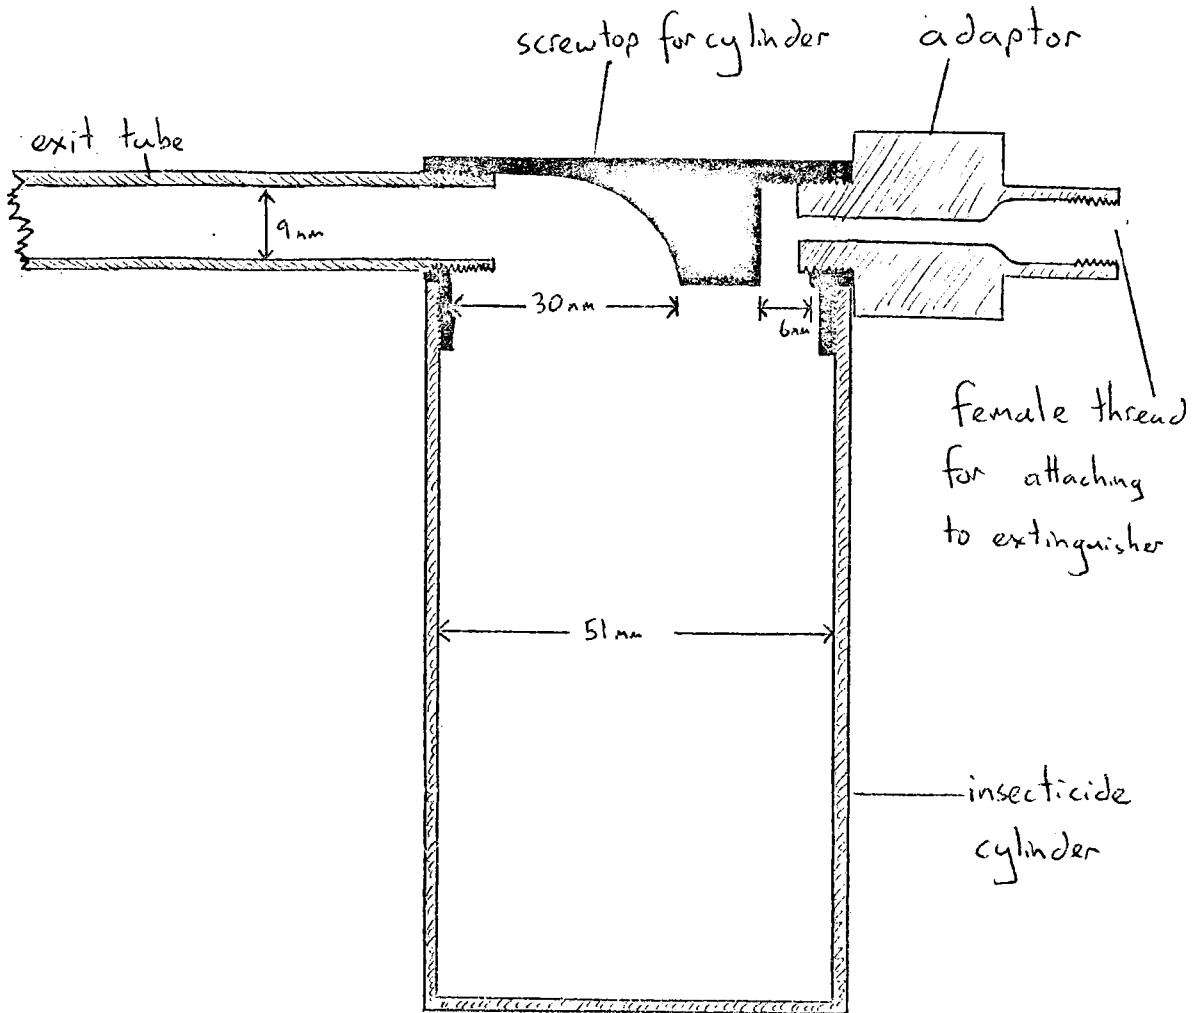 screwtop for cylinder
adaptor
exit tube
9mm
30mm
6mm
female thread
for attaching
to extinguisher
51mm
insecticide
cylinder